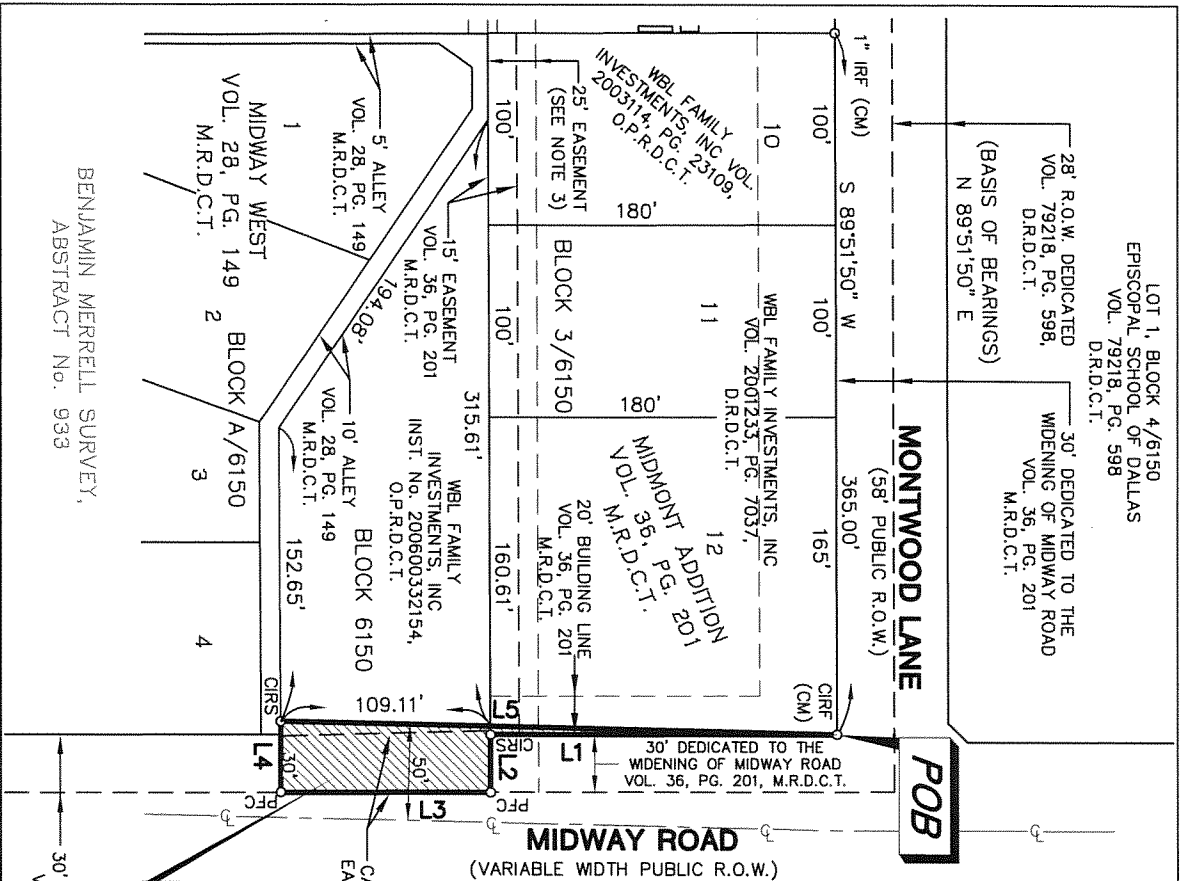 LOT 1, BLOCK 4/6150
EPISCOPAL SCHOOL OF DALLAS
VOL. 79218, PG. 598
D.R.D.C.T.
28' R.O.W. DEDICATED
VOL. 79218, PG. 598,
D.R.D.C.T.
(BASIS OF BEARINGS)
N 89°51'50" E
30' DEDICATED TO THE
WIDENING OF MIDWAY ROAD
VOL. 36, PG. 201
M.R.D.C.T.
MONTWOOD LANE
(58' PUBLIC R.O.W.)
1" IRF (CM)
100'
S 89°51'50" W
100'
365.00'
165'
CIRF
(CM)
POB
10
WBL FAMILY
INVESTMENTS, INC VOL.
2003114, PG. 23109,
O.P.R.D.C.T.
180'
11
WBL FAMILY INVESTMENTS, INC
VOL. 2001233, PG. 7037,
D.R.D.C.T.
180'
12
MIDMONT ADDITION
VOL. 36, PG. 201
M.R.D.C.T.
BLOCK 3/6150
20' BUILDING LINE
VOL. 36, PG. 201
M.R.D.C.T.
25' EASEMENT
(SEE NOTE 3)
100'
100'
160.61'
315.61'
15' EASEMENT
VOL. 36, PG. 201
M.R.D.C.T.
L1
30' DEDICATED TO THE
WIDENING OF MIDWAY ROAD
VOL. 36, PG. 201, M.R.D.C.T.
L5
CIRS
L2
PFC
WBL FAMILY
INVESTMENTS, INC
INST. No. 200600332154,
O.P.R.D.C.T.
BLOCK 6150
194.08'
10' ALLEY
VOL. 28, PG. 149
M.R.D.C.T.
152.65'
109.11'
CIRS
L4
30'
50'
L3
PFC
5' ALLEY
VOL. 28, PG. 149
M.R.D.C.T.
1
MIDWAY WEST
VOL. 28, PG. 149
M.R.D.C.T.
2
BLOCK A/6150
3
4
BENJAMIN MERRELL SURVEY,
ABSTRACT No. 933
MIDWAY ROAD
(VARIABLE WIDTH PUBLIC R.O.W.)
℄
℄
℄
℄
30'